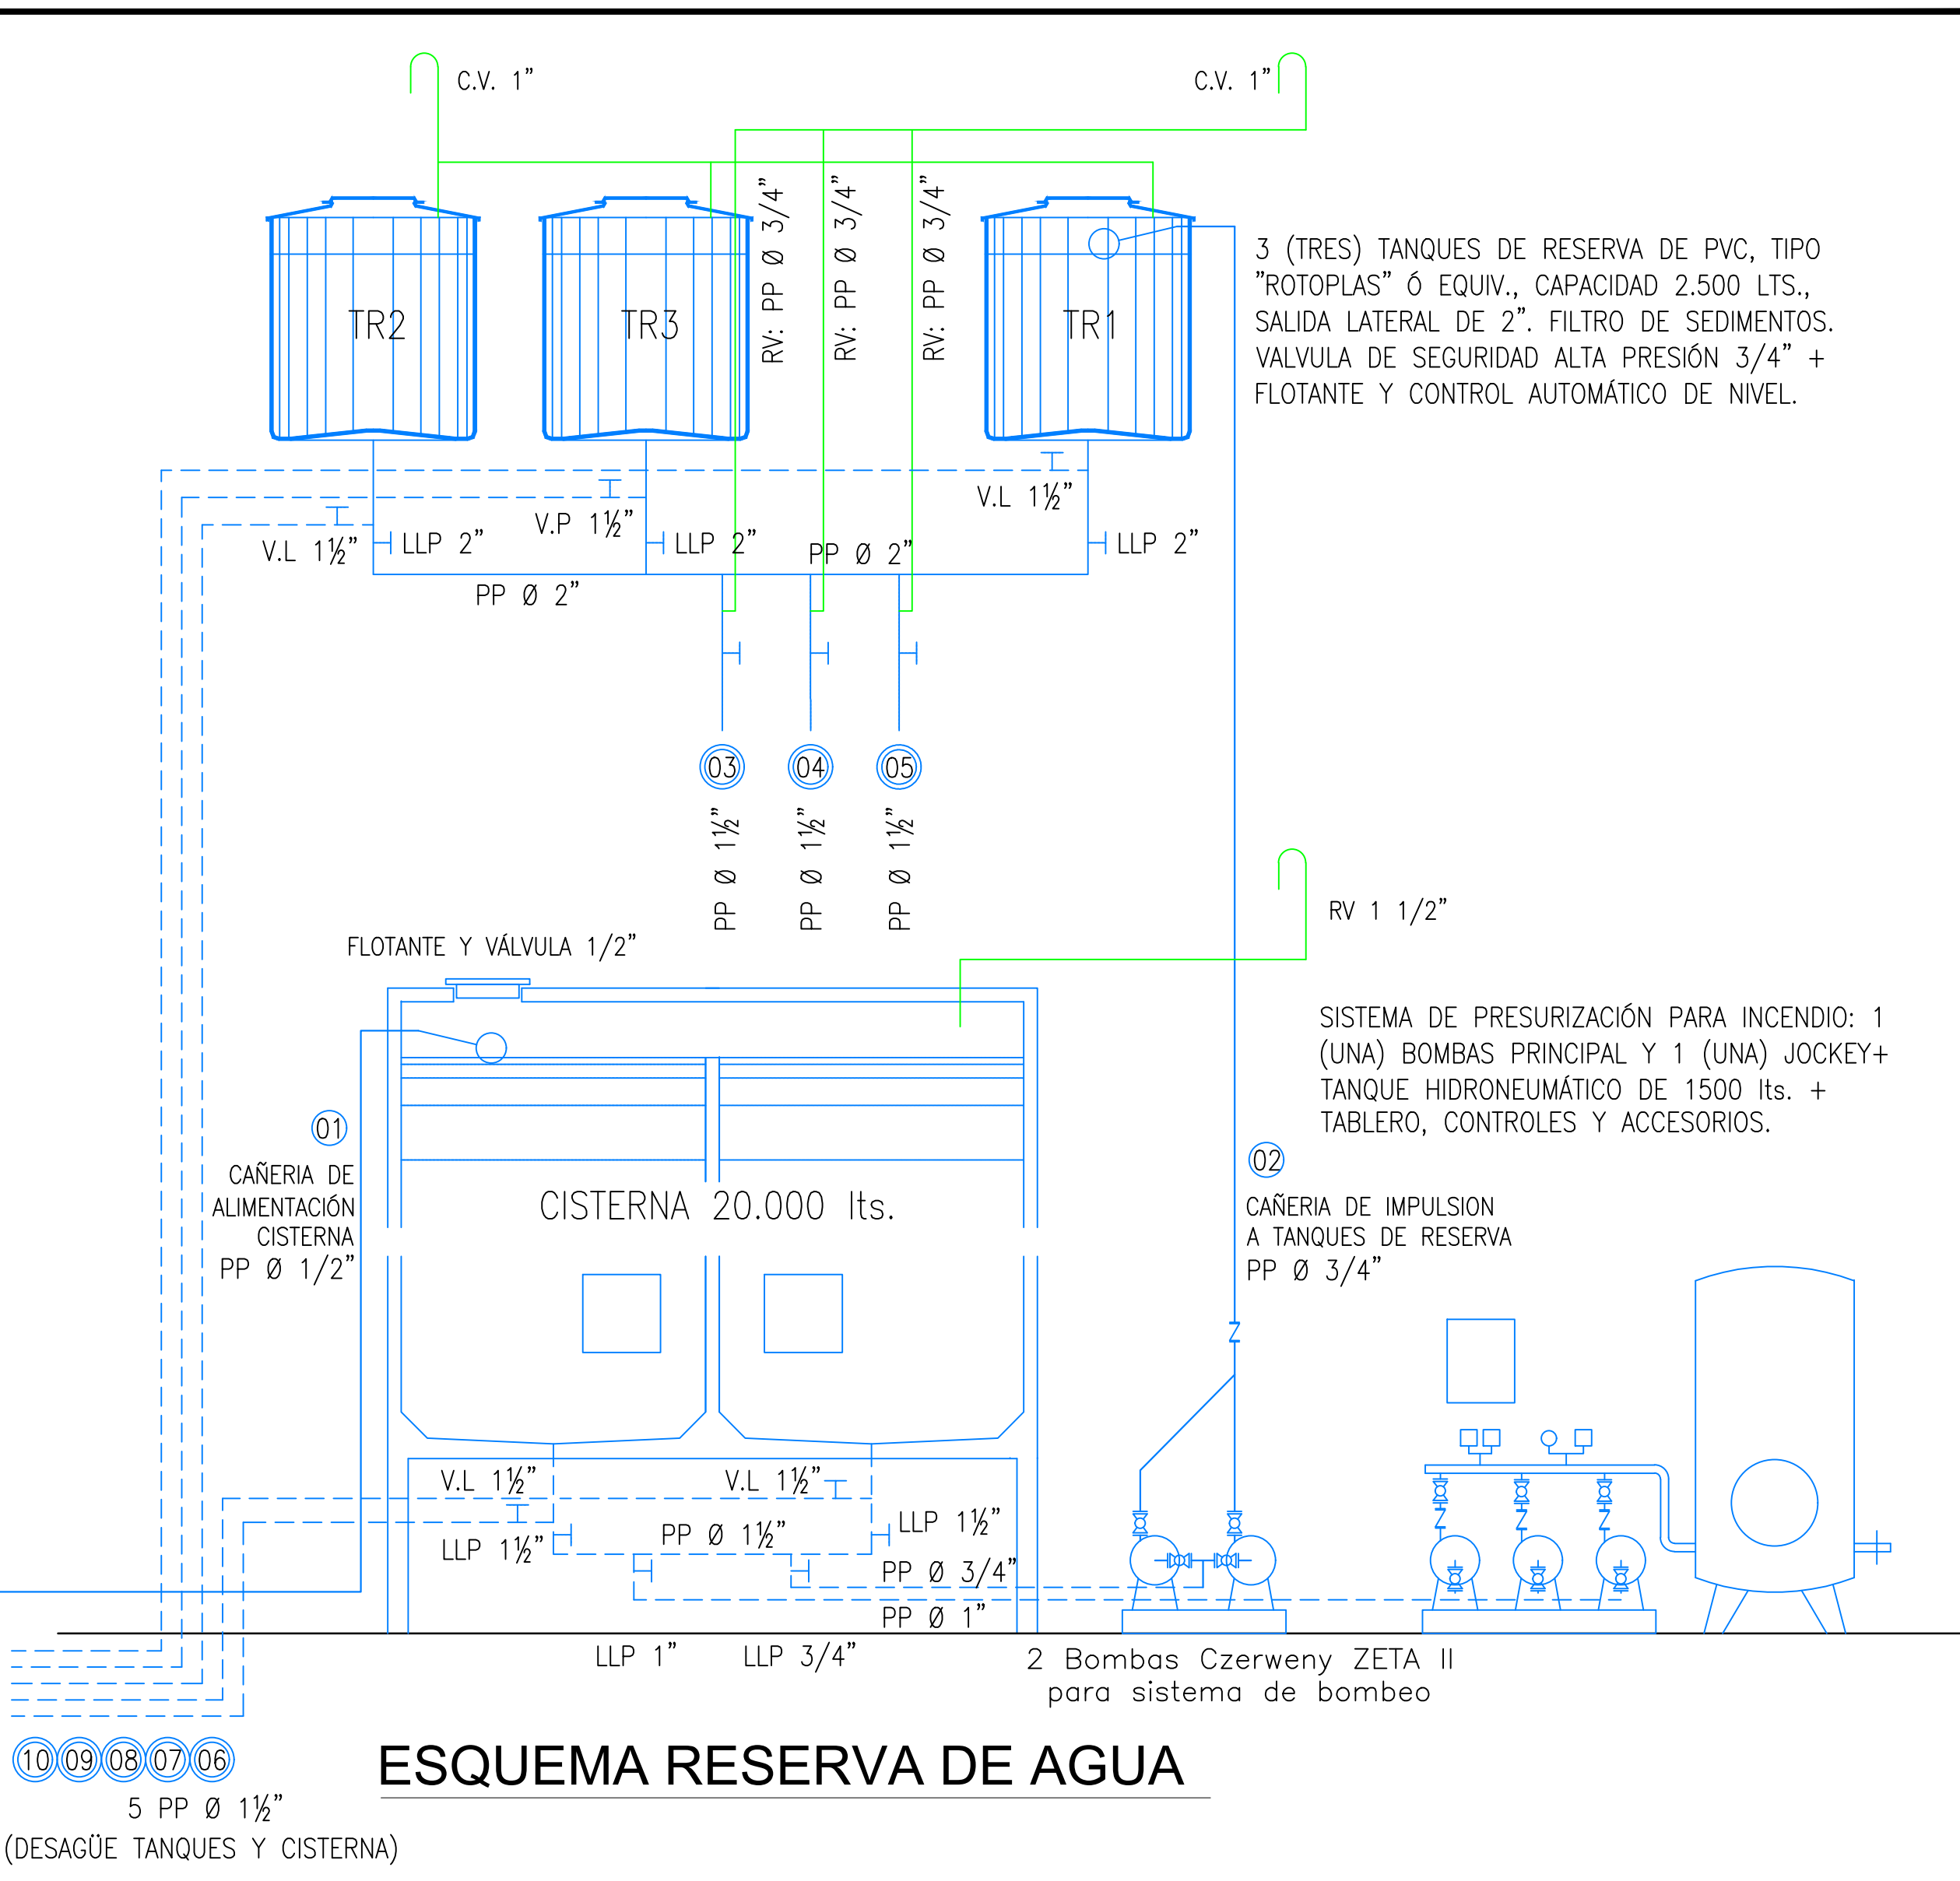 C.V. 1”
C.V. 1”
RV: PP Ø 3/4”
RV: PP Ø 3/4”
RV: PP Ø 3/4”
TR2
TR3
TR1
3 (TRES) TANQUES DE RESERVA DE PVC, TIPO
”ROTOPLAS” Ó EQUIV., CAPACIDAD 2.500 LTS.,
SALIDA LATERAL DE 2”. FILTRO DE SEDIMENTOS.
VALVULA DE SEGURIDAD ALTA PRESIÓN 3/4” +
FLOTANTE Y CONTROL AUTOMÁTICO DE NIVEL.
V.L 1½”
V.P 1½”
V.L 1½”
LLP 2”
LLP 2”
PP Ø 2”
LLP 2”
PP Ø 2”
03
04
05
PP Ø 1½”
PP Ø 1½”
PP Ø 1½”
RV 1 1/2”
FLOTANTE Y VÁLVULA 1/2”
SISTEMA DE PRESURIZACIÓN PARA INCENDIO: 1
(UNA) BOMBAS PRINCIPAL Y 1 (UNA) JOCKEY+
TANQUE HIDRONEUMÁTICO DE 1500 lts. +
TABLERO, CONTROLES Y ACCESORIOS.
01
CAÑERIA DE
ALIMENTACIÓN
CISTERNA
PP Ø 1/2”
CISTERNA 20.000 lts.
02
CAÑERIA DE IMPULSION
A TANQUES DE RESERVA
PP Ø 3/4”
V.L 1½”
V.L 1½”
LLP 1½”
PP Ø 1½”
LLP 1½”
PP Ø 3/4”
PP Ø 1”
LLP 1”
LLP 3/4”
2 Bombas Czerweny ZETA II
para sistema de bombeo
10
09
08
07
06
5 PP Ø 1½”
(DESAGÜE TANQUES Y CISTERNA)
ESQUEMA RESERVA DE AGUA